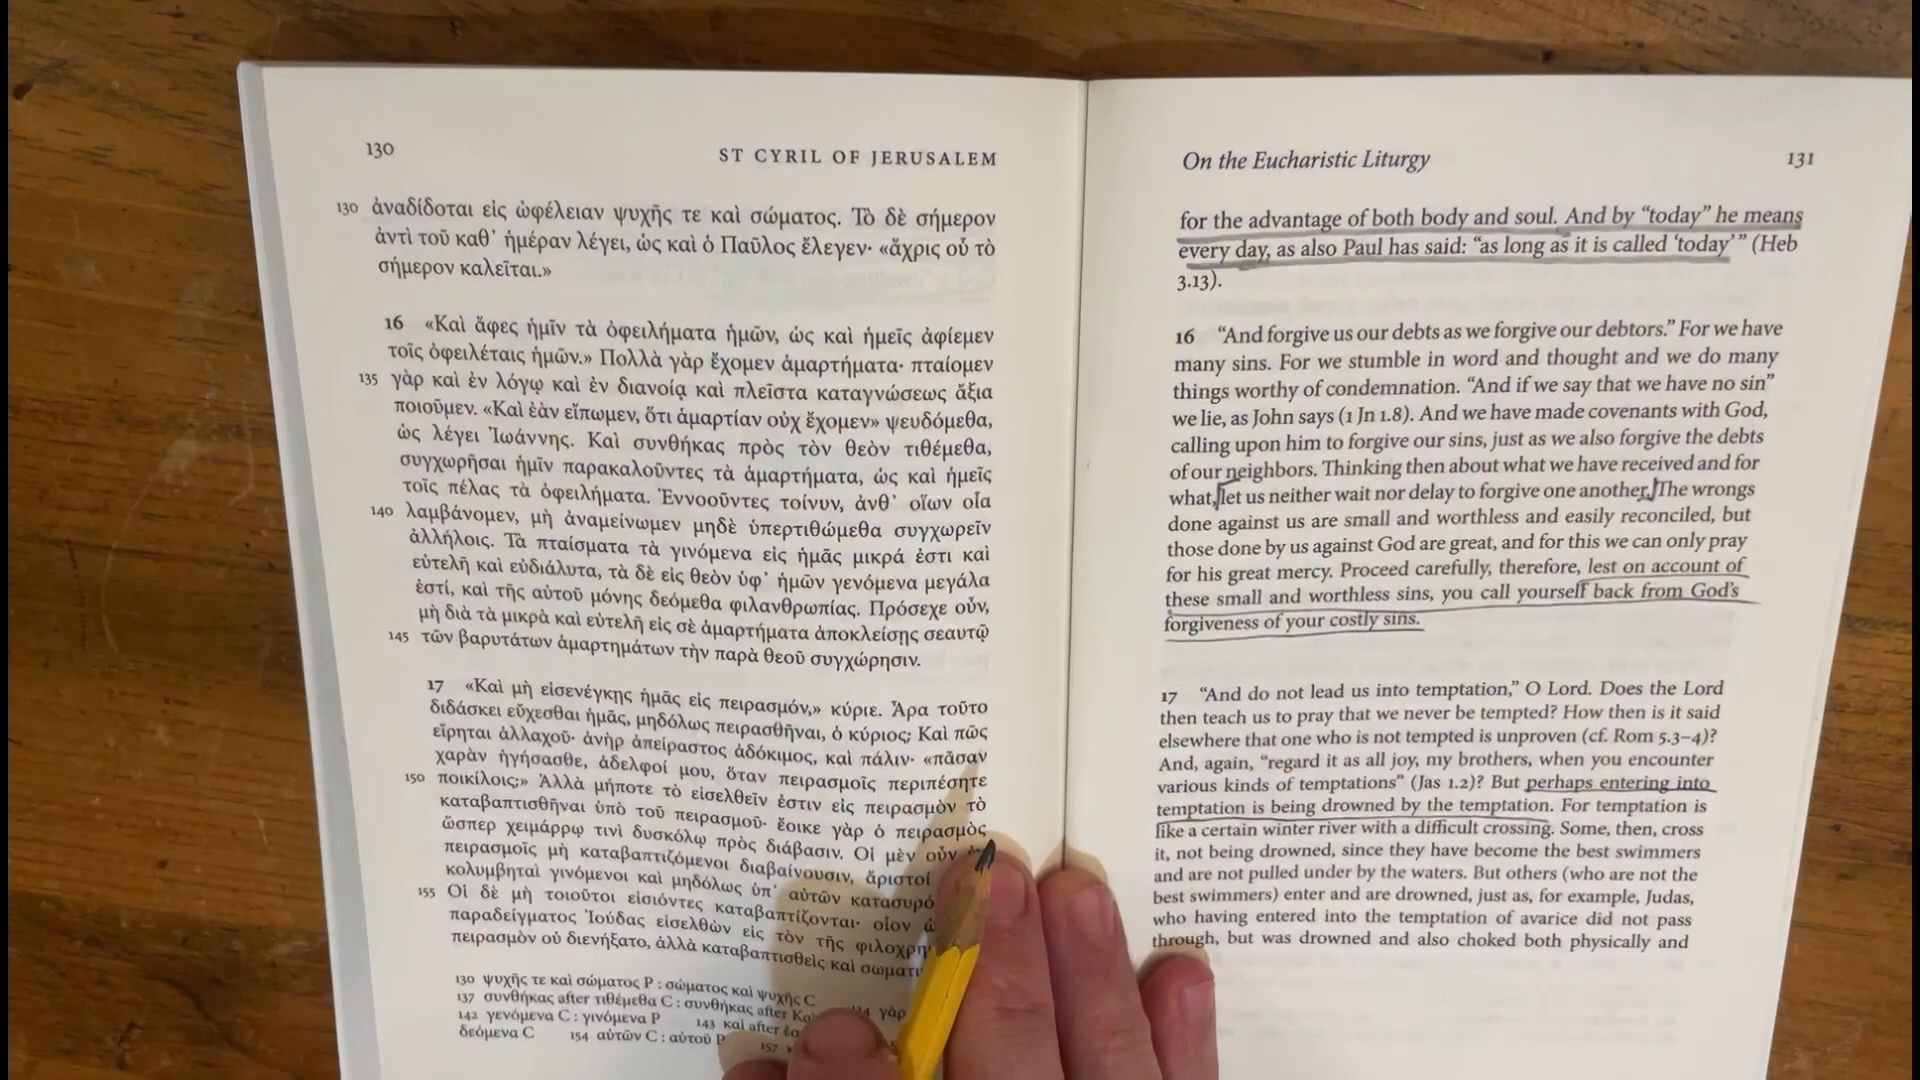 130
ST CYRIL OF JERUSALEM
130 ἀναδίδοται εἰς ὠφέλειαν ψυχῆς τε καὶ σώματος. Τὸ δὲ σήμερον
ἀντὶ τοῦ καθ᾽ ἡμέραν λέγει, ὡς καὶ ὁ Παῦλος ἔλεγεν· «ἄχρις οὗ τὸ
σήμερον καλεῖται.»
16 «Καὶ ἄφες ἡμῖν τὰ ὀφειλήματα ἡμῶν, ὡς καὶ ἡμεῖς ἀφίεμεν
τοῖς ὀφειλέταις ἡμῶν.» Πολλὰ γὰρ ἔχομεν ἁμαρτήματα· πταίομεν
135 γὰρ καὶ ἐν λόγῳ καὶ ἐν διανοίᾳ καὶ πλεῖστα καταγνώσεως ἄξια
ποιοῦμεν. «Καὶ ἐὰν εἴπωμεν, ὅτι ἁμαρτίαν οὐχ ἔχομεν» ψευδόμεθα,
ὡς λέγει Ἰωάννης. Καὶ συνθήκας πρὸς τὸν θεὸν τιθέμεθα,
συγχωρῆσαι ἡμῖν παρακαλοῦντες τὰ ἁμαρτήματα, ὡς καὶ ἡμεῖς
τοῖς πέλας τὰ ὀφειλήματα. Ἐννοοῦντες τοίνυν, ἀνθ᾽ οἵων οἷα
140 λαμβάνομεν, μὴ ἀναμείνωμεν μηδὲ ὑπερτιθώμεθα συγχωρεῖν
ἀλλήλοις. Τὰ πταίσματα τὰ γινόμενα εἰς ἡμᾶς μικρά ἐστι καὶ
εὐτελῆ καὶ εὐδιάλυτα, τὰ δὲ εἰς θεὸν ὑφ᾽ ἡμῶν γενόμενα μεγάλα
ἐστί, καὶ τῆς αὐτοῦ μόνης δεόμεθα φιλανθρωπίας. Πρόσεχε οὖν,
μὴ διὰ τὰ μικρὰ καὶ εὐτελῆ εἰς σὲ ἁμαρτήματα ἀποκλείσῃς σεαυτῷ
145 τῶν βαρυτάτων ἁμαρτημάτων τὴν παρὰ θεοῦ συγχώρησιν.
17 «Καὶ μὴ εἰσενέγκῃς ἡμᾶς εἰς πειρασμόν,» κύριε. Ἆρα τοῦτο
διδάσκει εὔχεσθαι ἡμᾶς, μηδόλως πειρασθῆναι, ὁ κύριος; Καὶ πῶς
εἴρηται ἀλλαχοῦ· ἀνὴρ ἀπείραστος ἀδόκιμος, καὶ πάλιν· «πᾶσαν
χαρὰν ἡγήσασθε, ἀδελφοί μου, ὅταν πειρασμοῖς περιπέσητε
150 ποικίλοις;» Ἀλλὰ μήποτε τὸ εἰσελθεῖν ἐστιν εἰς πειρασμὸν τὸ
καταβαπτισθῆναι ὑπὸ τοῦ πειρασμοῦ· ἔοικε γὰρ ὁ πειρασμὸς
ὥσπερ χειμάρρῳ τινὶ δυσκόλῳ πρὸς διάβασιν. Οἱ μὲν οὖν
πειρασμοῖς μὴ καταβαπτιζόμενοι διαβαίνουσιν, ἄριστοί
κολυμβηταὶ γινόμενοι καὶ μηδόλως ὑπ᾽ αὐτῶν κατασυρό
155 Οἱ δὲ μὴ τοιοῦτοι εἰσιόντες καταβαπτίζονται· οἷον
παραδείγματος Ἰούδας εἰσελθὼν εἰς τὸν τῆς φιλοχρη
πειρασμὸν οὐ διενήξατο, ἀλλὰ καταβαπτισθεὶς καὶ σωματι
130 ψυχῆς τε καὶ σώματος P : σώματος καὶ ψυχῆς C
137 συνθήκας after τιθέμεθα C : συνθήκας after Κα γὰρ
142 γενόμενα C : γινόμενα P 143 καὶ after
δεόμενα C 154 αὐτῶν C : αὐτοῦ P 157
On the Eucharistic Liturgy
131
for the advantage of both body and soul. And by “today” he means
every day, as also Paul has said: “as long as it is called ‘today’” (Heb
3.13).
16 “And forgive us our debts as we forgive our debtors.” For we have
many sins. For we stumble in word and thought and we do many
things worthy of condemnation. “And if we say that we have no sin”
we lie, as John says (1 Jn 1.8). And we have made covenants with God,
calling upon him to forgive our sins, just as we also forgive the debts
of our neighbors. Thinking then about what we have received and for
what, let us neither wait nor delay to forgive one another. The wrongs
done against us are small and worthless and easily reconciled, but
those done by us against God are great, and for this we can only pray
for his great mercy. Proceed carefully, therefore, lest on account of
these small and worthless sins, you call yourself back from God’s
forgiveness of your costly sins.
17 “And do not lead us into temptation,” O Lord. Does the Lord
then teach us to pray that we never be tempted? How then is it said
elsewhere that one who is not tempted is unproven (cf. Rom 5.3–4)?
And, again, “regard it as all joy, my brothers, when you encounter
various kinds of temptations” (Jas 1.2)? But perhaps entering into
temptation is being drowned by the temptation. For temptation is
like a certain winter river with a difficult crossing. Some, then, cross
it, not being drowned, since they have become the best swimmers
and are not pulled under by the waters. But others (who are not the
best swimmers) enter and are drowned, just as, for example, Judas,
who having entered into the temptation of avarice did not pass
through, but was drowned and also choked both physically and